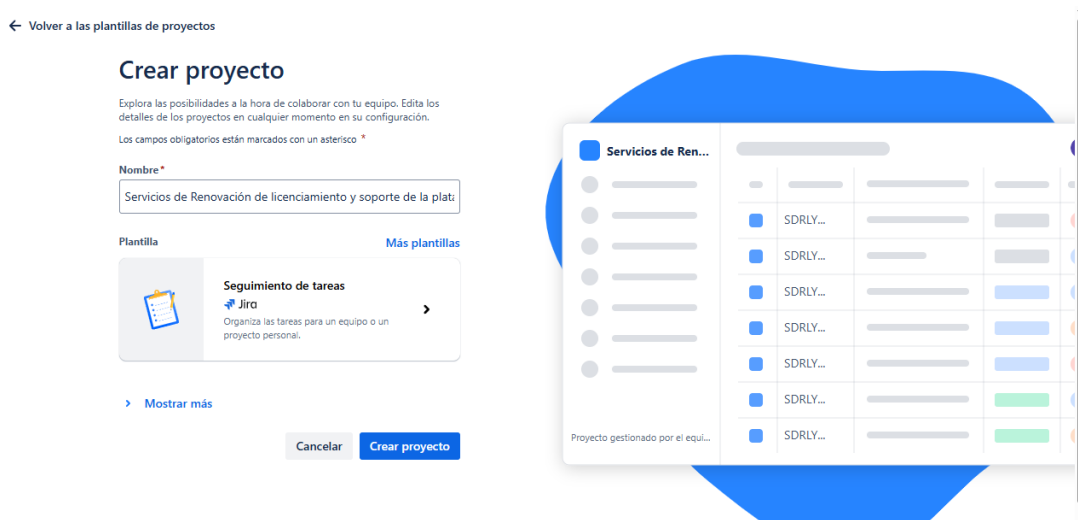 ← Volver a las plantillas de proyectos
Crear proyecto
Explora las posibilidades a la hora de colaborar con tu equipo. Edita los
detalles de los proyectos en cualquier momento en su configuración.
Los campos obligatorios están marcados con un asterisco *
Nombre*
Servicios de Renovación de licenciamiento y soporte de la plata
Plantilla
Más plantillas
Seguimiento de tareas
Jira
Organiza las tareas para un equipo o un
proyecto personal.
Mostrar más
Cancelar
Crear proyecto
Servicios de Ren...
SDRLY...
SDRLY...
SDRLY...
SDRLY...
SDRLY...
SDRLY...
SDRLY...
Proyecto gestionado por el equi...